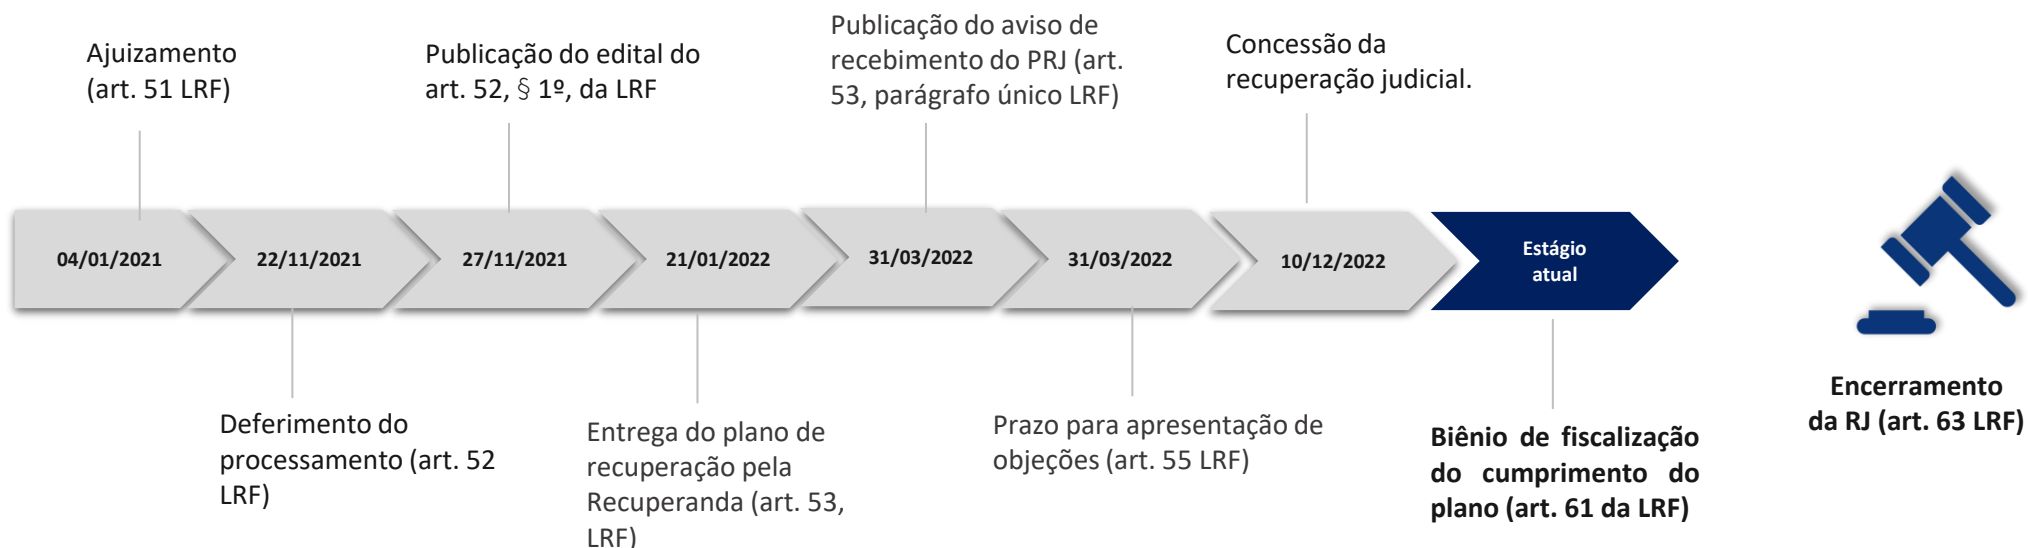 Ajuizamento
(art. 51 LRF)
Publicação do edital do
art. 52, § 1º, da LRF
Publicação do aviso de
recebimento do PRJ (art.
53, parágrafo único LRF)
Concessão da
recuperação judicial.
04/01/2021
22/11/2021
27/11/2021
21/01/2022
31/03/2022
31/03/2022
10/12/2022
Estágio
atual
Deferimento do
processamento (art. 52
LRF)
Entrega do plano de
recuperação pela
Recuperanda (art. 53,
LRF)
Prazo para apresentação de
objeções (art. 55 LRF)
Biênio de fiscalização
do cumprimento do
plano (art. 61 da LRF)
Encerramento
da RJ (art. 63 LRF)